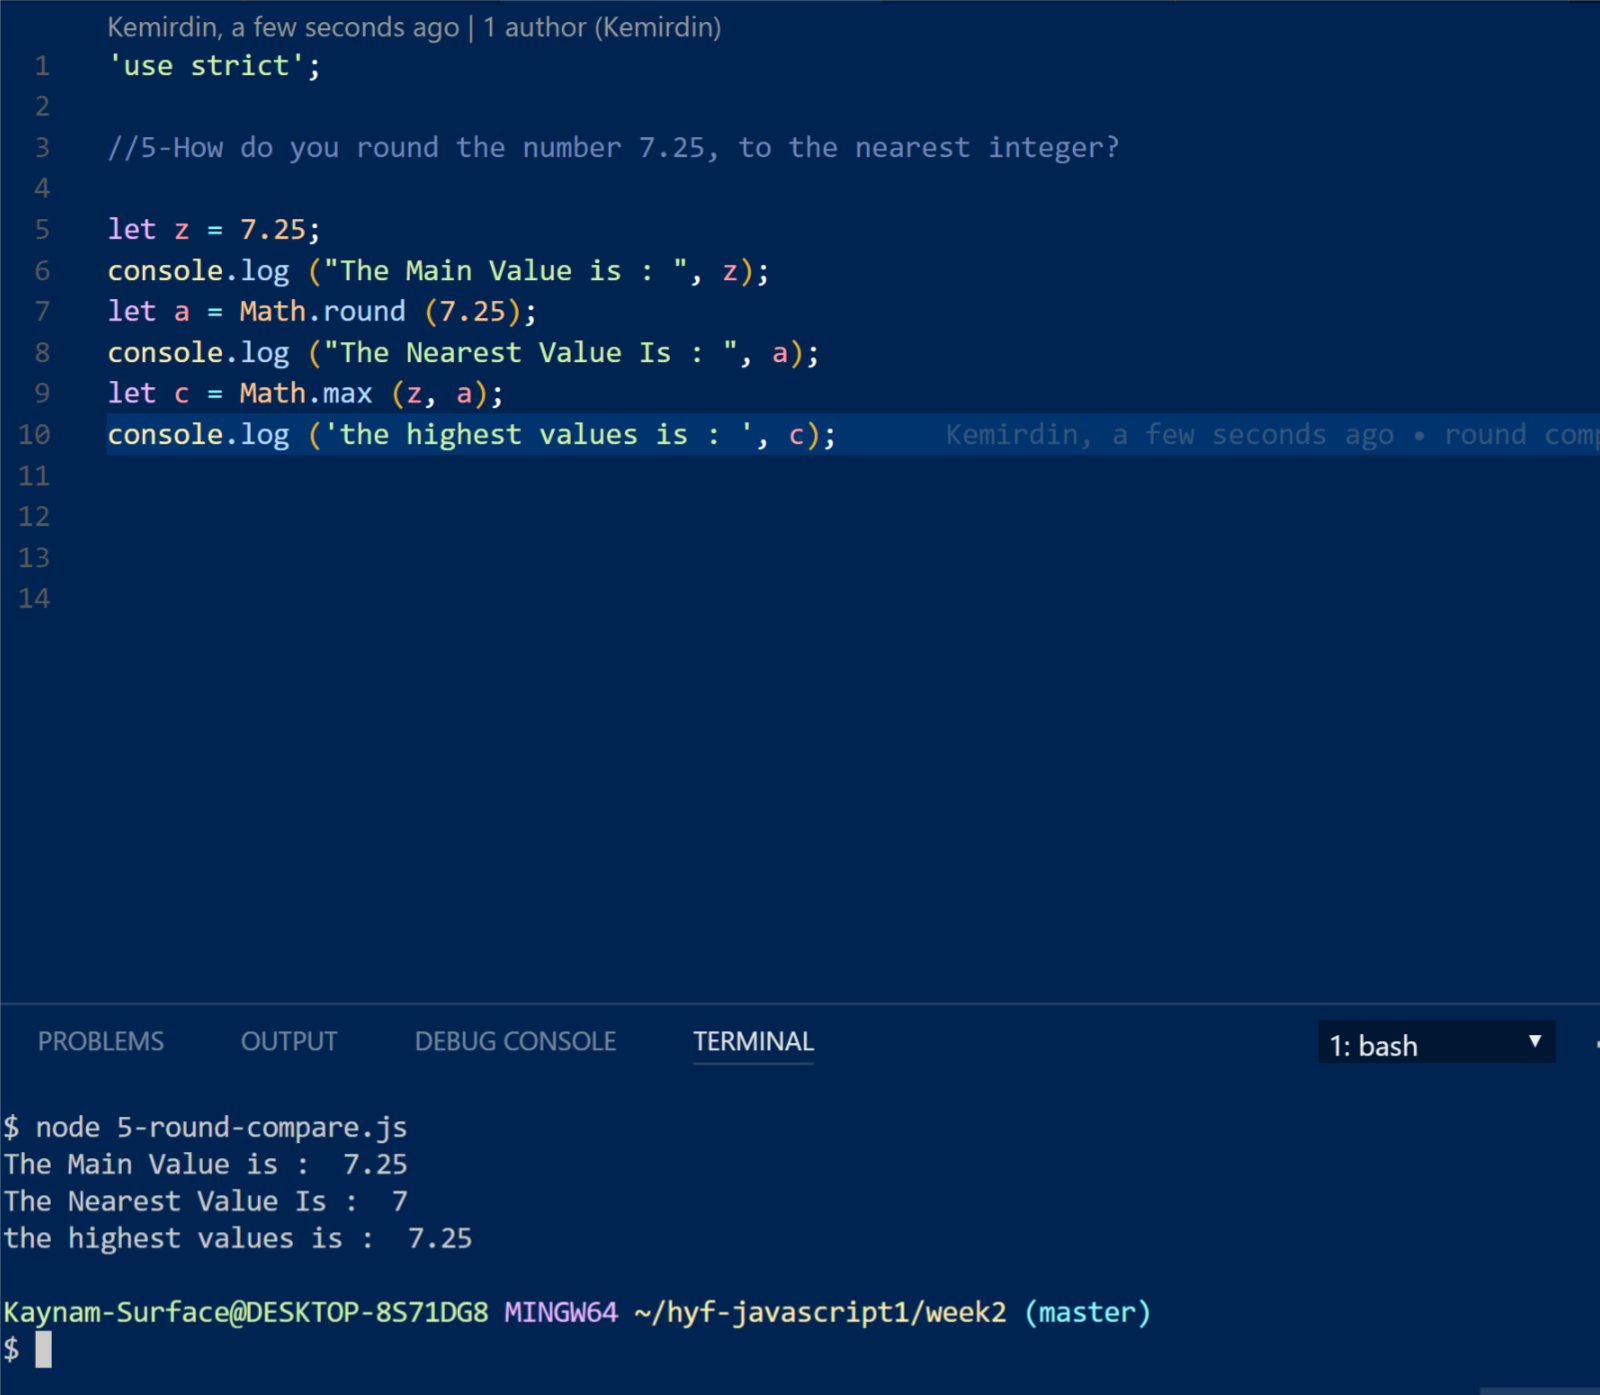 Kemirdin, a few seconds ago | 1 author (Kemirdin)
1 'use strict';
2
3 //5-How do you round the number 7.25, to the nearest integer?
4
5 let z = 7.25;
6 console.log ("The Main Value is : ", z);
7 let a = Math.round (7.25);
8 console.log ("The Nearest Value Is : ", a);
9 let c = Math.max (z, a);
10 console.log ('the highest values is : ', c); Kemirdin, a few seconds ago • round
11
12
13
14
PROBLEMS OUTPUT DEBUG CONSOLE TERMINAL 1: bash
$ node 5-round-compare.js
The Main Value is :  7.25
The Nearest Value Is :  7
the highest values is :  7.25
Kaynam-Surface@DESKTOP-8S71DG8 MINGW64 ~/hyf-javascript1/week2 (master)
$